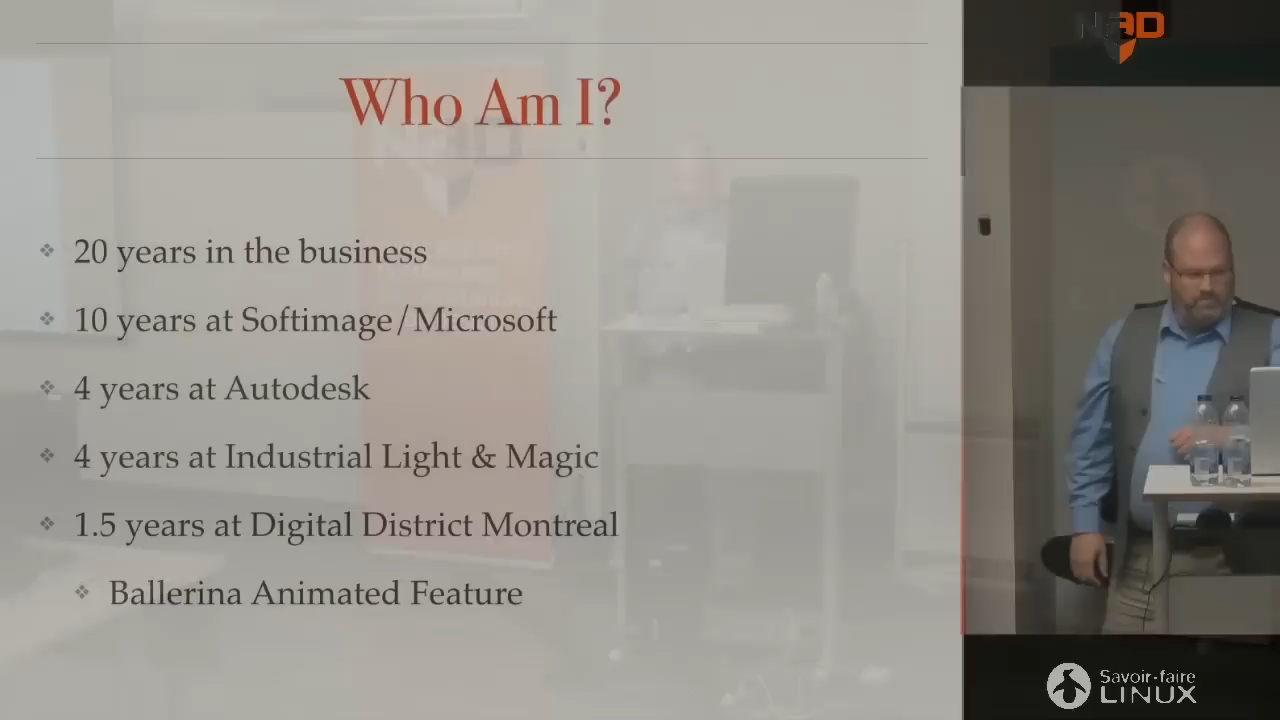 Who Am I?
20 years in the business
10 years at Softimage/Microsoft
4 years at Autodesk
4 years at Industrial Light & Magic
1.5 years at Digital District Montreal
Ballerina Animated Feature
NAD
Savoir-faire
LINUX